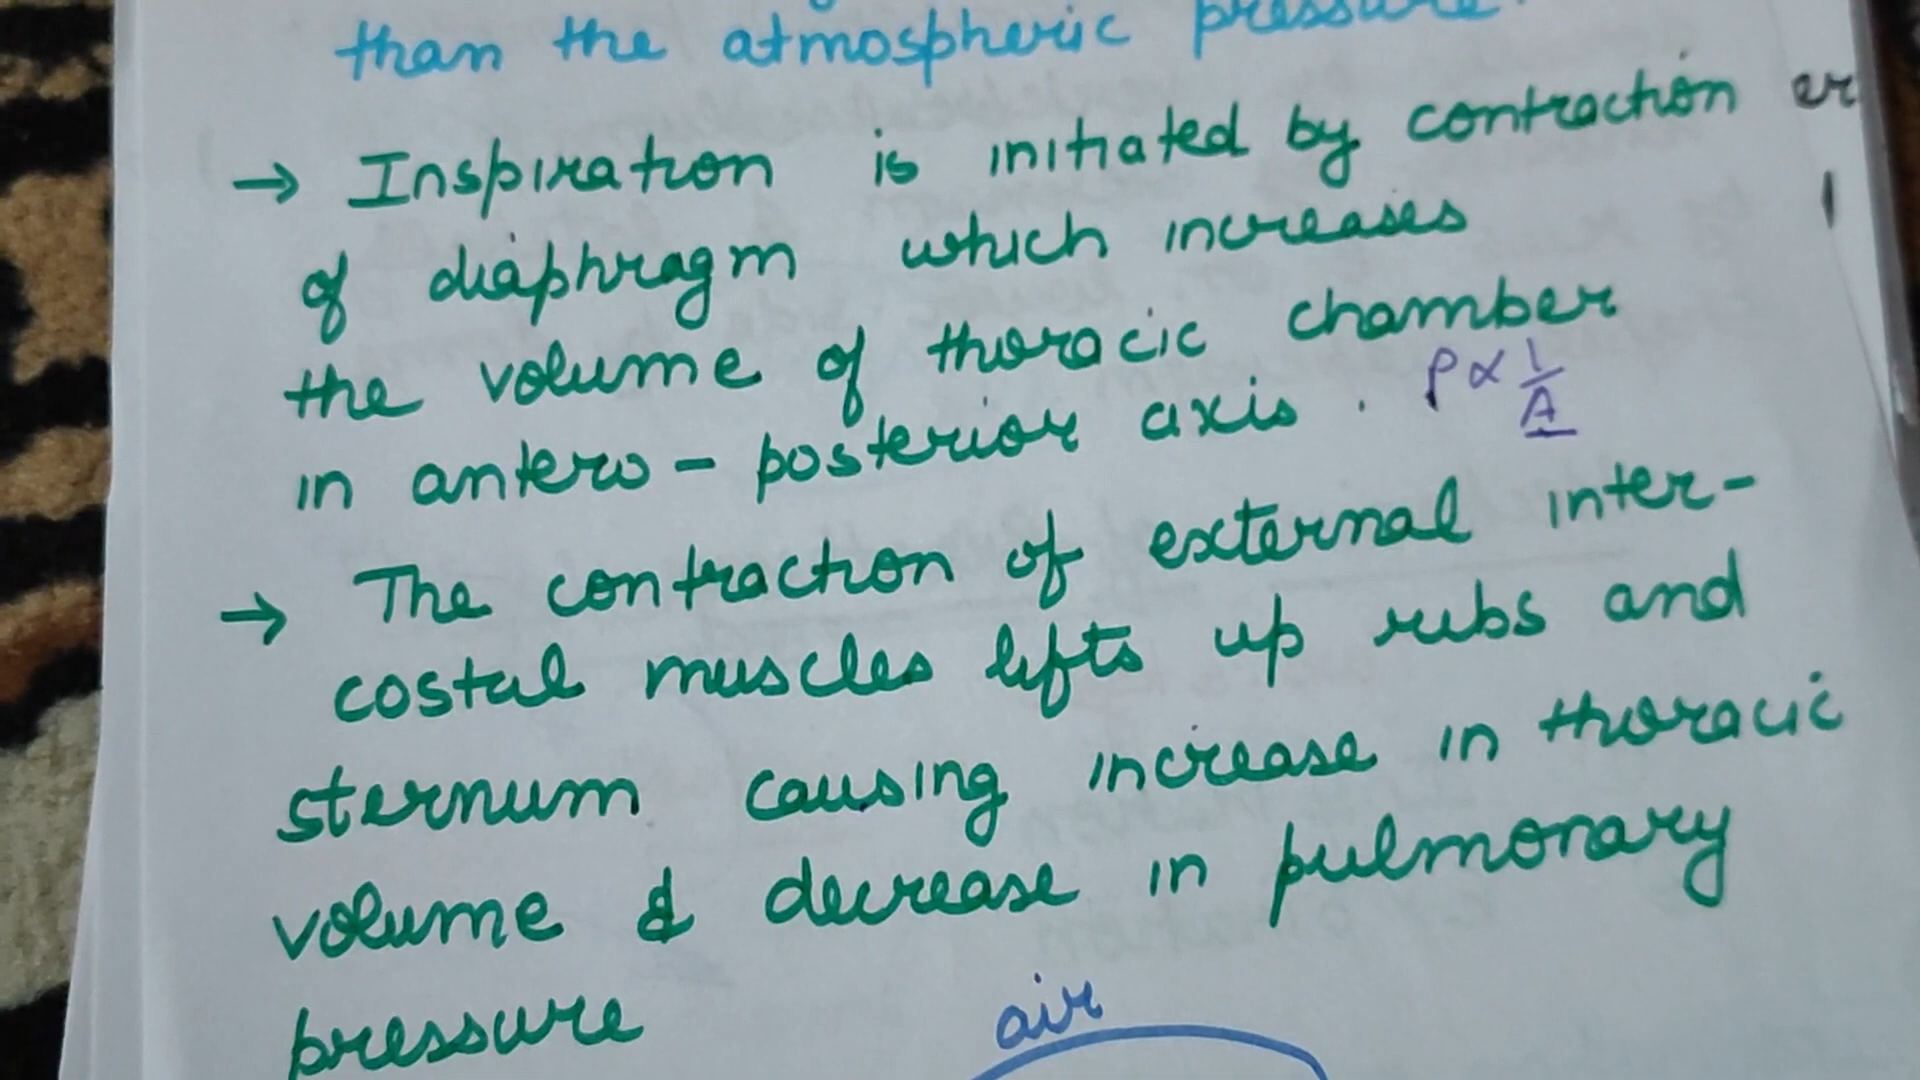 than the atmospheric pressure.
→ Inspiration is initiated by contraction
of diaphragm which increases
the volume of thoracic chamber
in antero - posterior axis. P ∝ 1/A
→ The contraction of external inter-
costal muscles lifts up ribs and
sternum causing increase in thoracic
volume & decrease in pulmonary
pressure
air